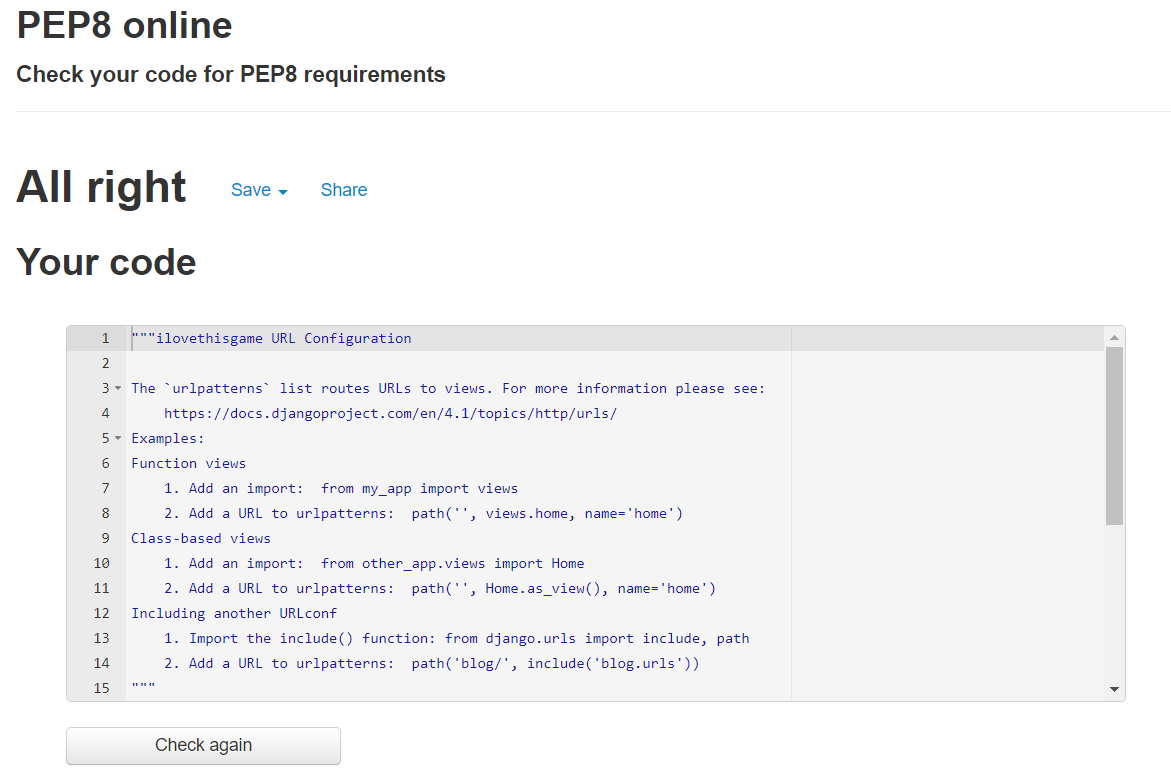 PEP8 online
Check your code for PEP8 requirements
All right Save Share
Your code
1 """ilovethisgame URL Configuration
2
3 The `urlpatterns` list routes URLs to views. For more information please see:
4     https://docs.djangoproject.com/en/4.1/topics/http/urls/
5 Examples:
6 Function views
7     1. Add an import:  from my_app import views
8     2. Add a URL to urlpatterns:  path('', views.home, name='home')
9 Class-based views
10     1. Add an import:  from other_app.views import Home
11     2. Add a URL to urlpatterns:  path('', Home.as_view(), name='home')
12 Including another URLconf
13     1. Import the include() function: from django.urls import include, path
14     2. Add a URL to urlpatterns:  path('blog/', include('blog.urls'))
15 """
Check again